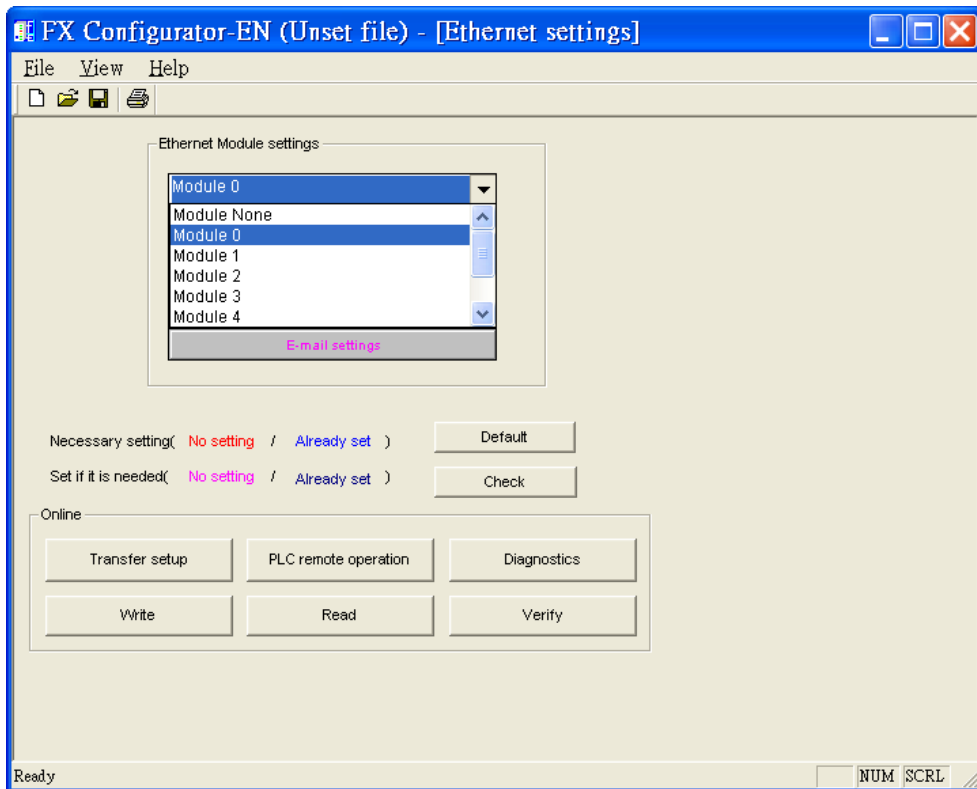 FX Configurator-EN (Unset file) - [Ethernet settings]
File View Help
Ethernet Module settings
Module 0
Module None
Module 0
Module 1
Module 2
Module 3
Module 4
E-mail settings
Necessary setting( No setting / Already set ) Default
Set if it is needed( No setting / Already set ) Check
Online
Transfer setup PLC remote operation Diagnostics
Write Read Verify
Ready NUM SCRL